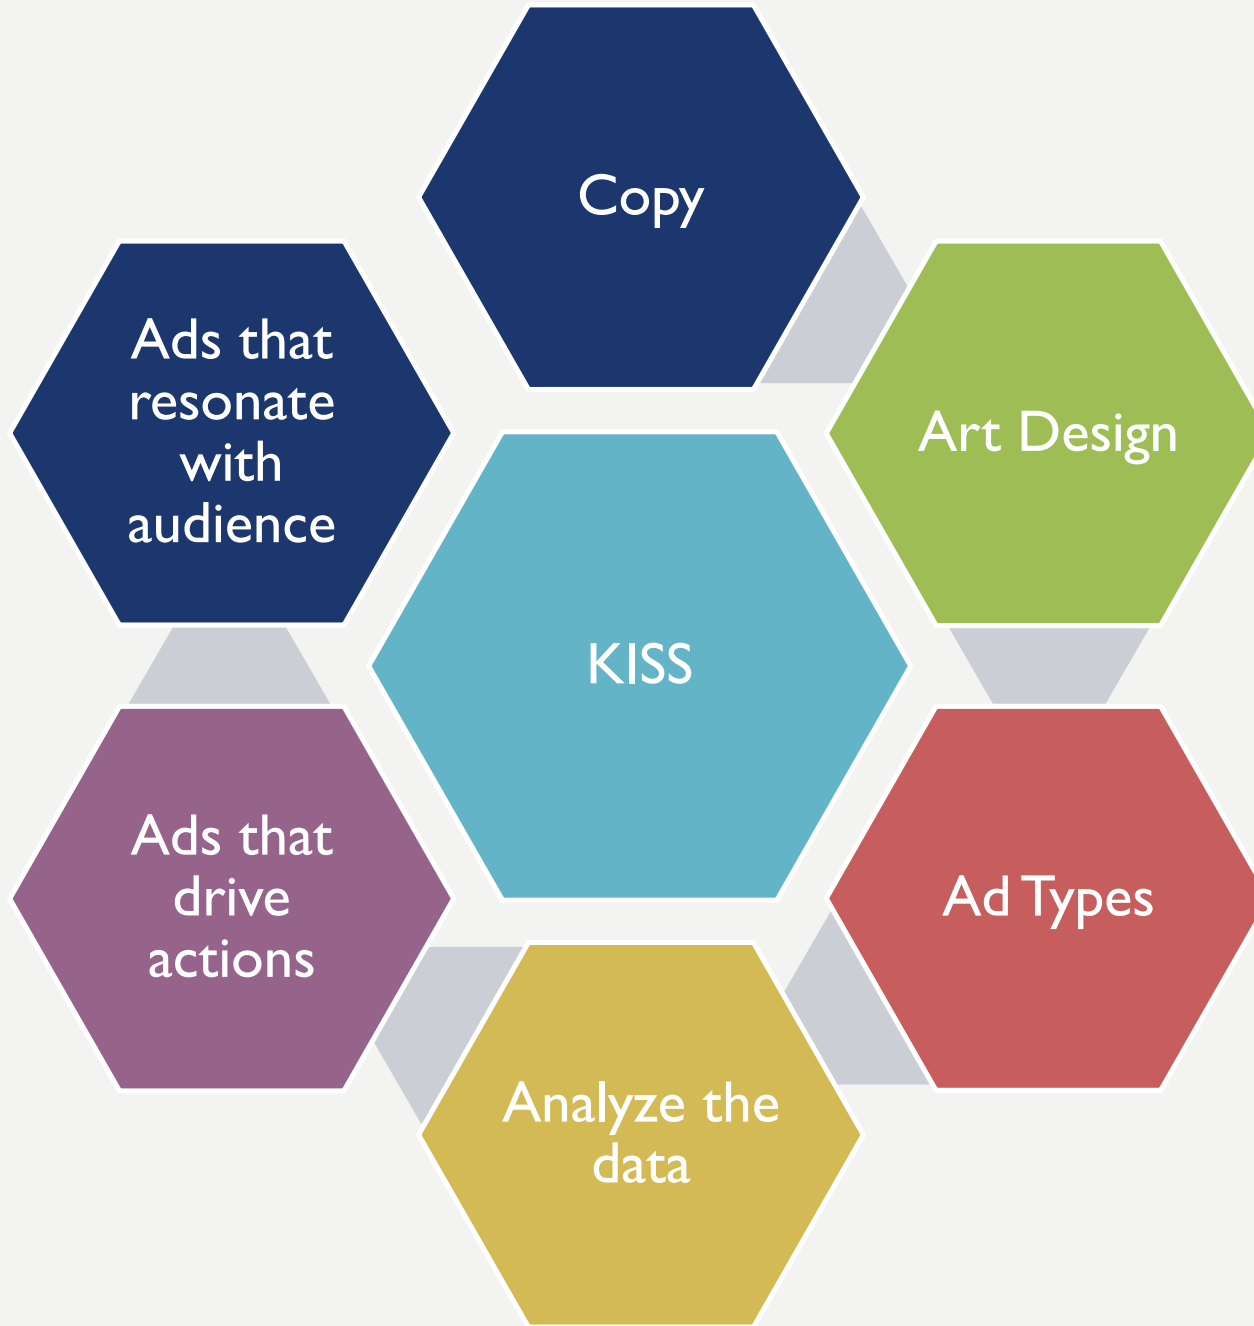 Copy
Art Design
Ad Types
Analyze the
data
Ads that
drive
actions
Ads that
resonate
with
audience
KISS